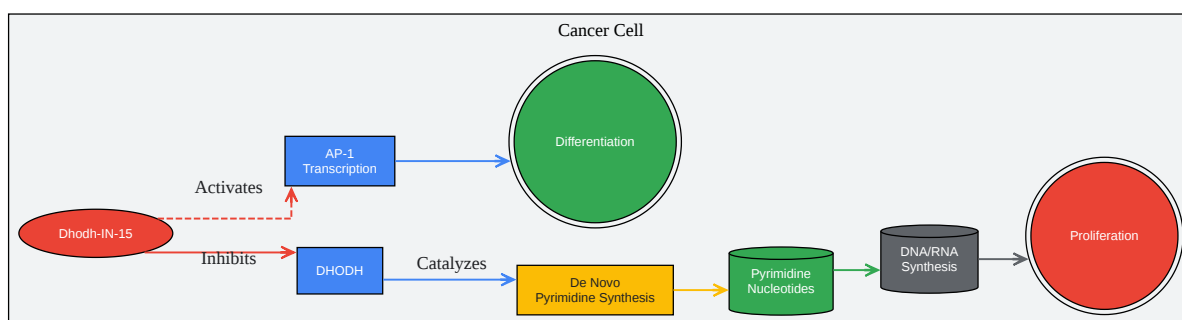 Cancer Cell
Differentiation
AP-1
Transcription
Activates
Dhodh-IN-15
Inhibits
DHODH
Catalyzes
De Novo
Pyrimidine Synthesis
Pyrimidine
Nucleotides
DNA/RNA
Synthesis
Proliferation